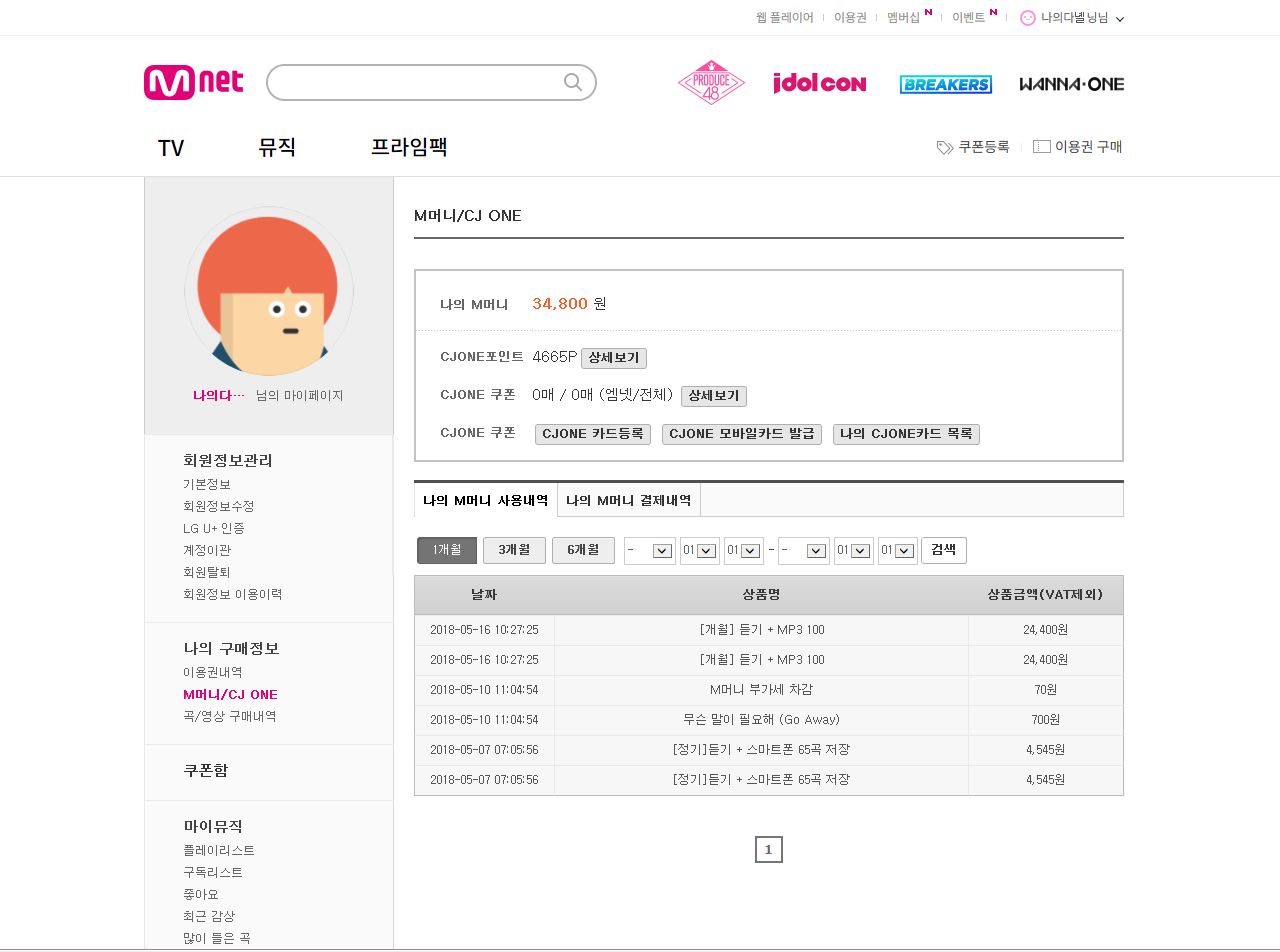 웹 플레이어 이용권 멤버십 N 이벤트 N 나의다녤닝님
Mnet PRODUCE 48 idol con BREAKERS WANNA·ONE
TV 뮤직 프라임팩 쿠폰등록 이용권 구매
나의다··· 님의 마이페이지
회원정보관리
기본정보
회원정보수정
LG U+ 인증
계정이관
회원탈퇴
회원정보 이용이력
나의 구매정보
이용권내역
M머니/CJ ONE
곡/영상 구매내역
쿠폰함
마이뮤직
플레이리스트
구독리스트
좋아요
최근 감상
많이 들은 곡
M머니/CJ ONE
나의 M머니 34,800 원
CJONE포인트 4665P 상세보기
CJONE 쿠폰 0매 / 0매 (엠넷/전체) 상세보기
CJONE 쿠폰 CJONE 카드등록 CJONE 모바일카드 발급 나의 CJONE카드 목록
나의 M머니 사용내역 나의 M머니 결제내역
1개월 3개월 6개월 - 01 01 - - 01 01 검색
날짜 상품명 상품금액(VAT제외)
2018-05-16 10:27:25 [개월] 듣기 + MP3 100 24,400원
2018-05-16 10:27:25 [개월] 듣기 + MP3 100 24,400원
2018-05-10 11:04:54 M머니 부가세 차감 70원
2018-05-10 11:04:54 무슨 말이 필요해 (Go Away) 700원
2018-05-07 07:05:56 [정기]듣기 + 스마트폰 65곡 저장 4,545원
2018-05-07 07:05:56 [정기]듣기 + 스마트폰 65곡 저장 4,545원
1